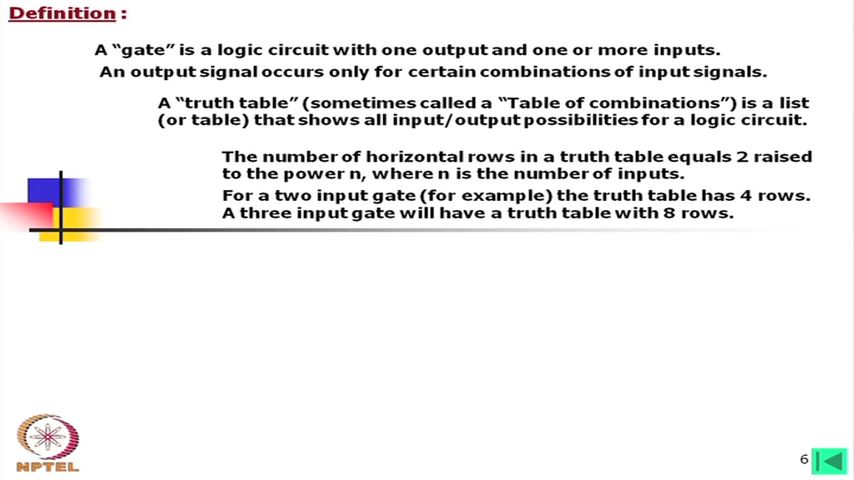 Definition :
A “gate” is a logic circuit with one output and one or more inputs.
An output signal occurs only for certain combinations of input signals.
A “truth table” (sometimes called a “Table of combinations”) is a list
(or table) that shows all input/output possibilities for a logic circuit.
The number of horizontal rows in a truth table equals 2 raised
to the power n, where n is the number of inputs.
For a two input gate (for example) the truth table has 4 rows.
A three input gate will have a truth table with 8 rows.
NPTEL
6